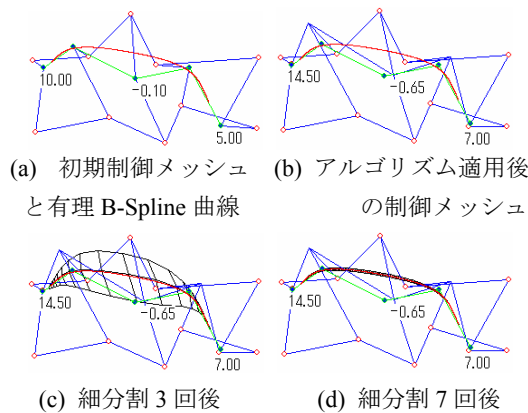 10.00
-0.10
5.00
14.50
-0.65
7.00
(a) 初期制御メッシュ
と有理 B-Spline 曲線
(b) アルゴリズム適用後
の制御メッシュ
14.50
-0.65
7.00
14.50
-0.65
7.00
(c) 細分割 3 回後
(d) 細分割 7 回後